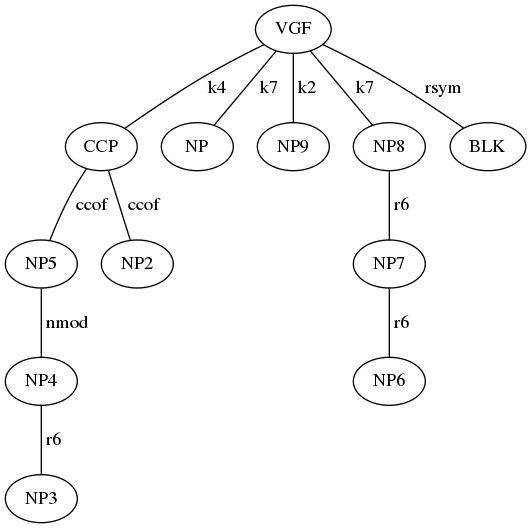 VGF
k4 k7 k2 k7 rsym
CCP NP NP9 NP8 BLK
ccof ccof r6
NP5 NP2 NP7
nmod r6
NP4 NP6
r6
NP3